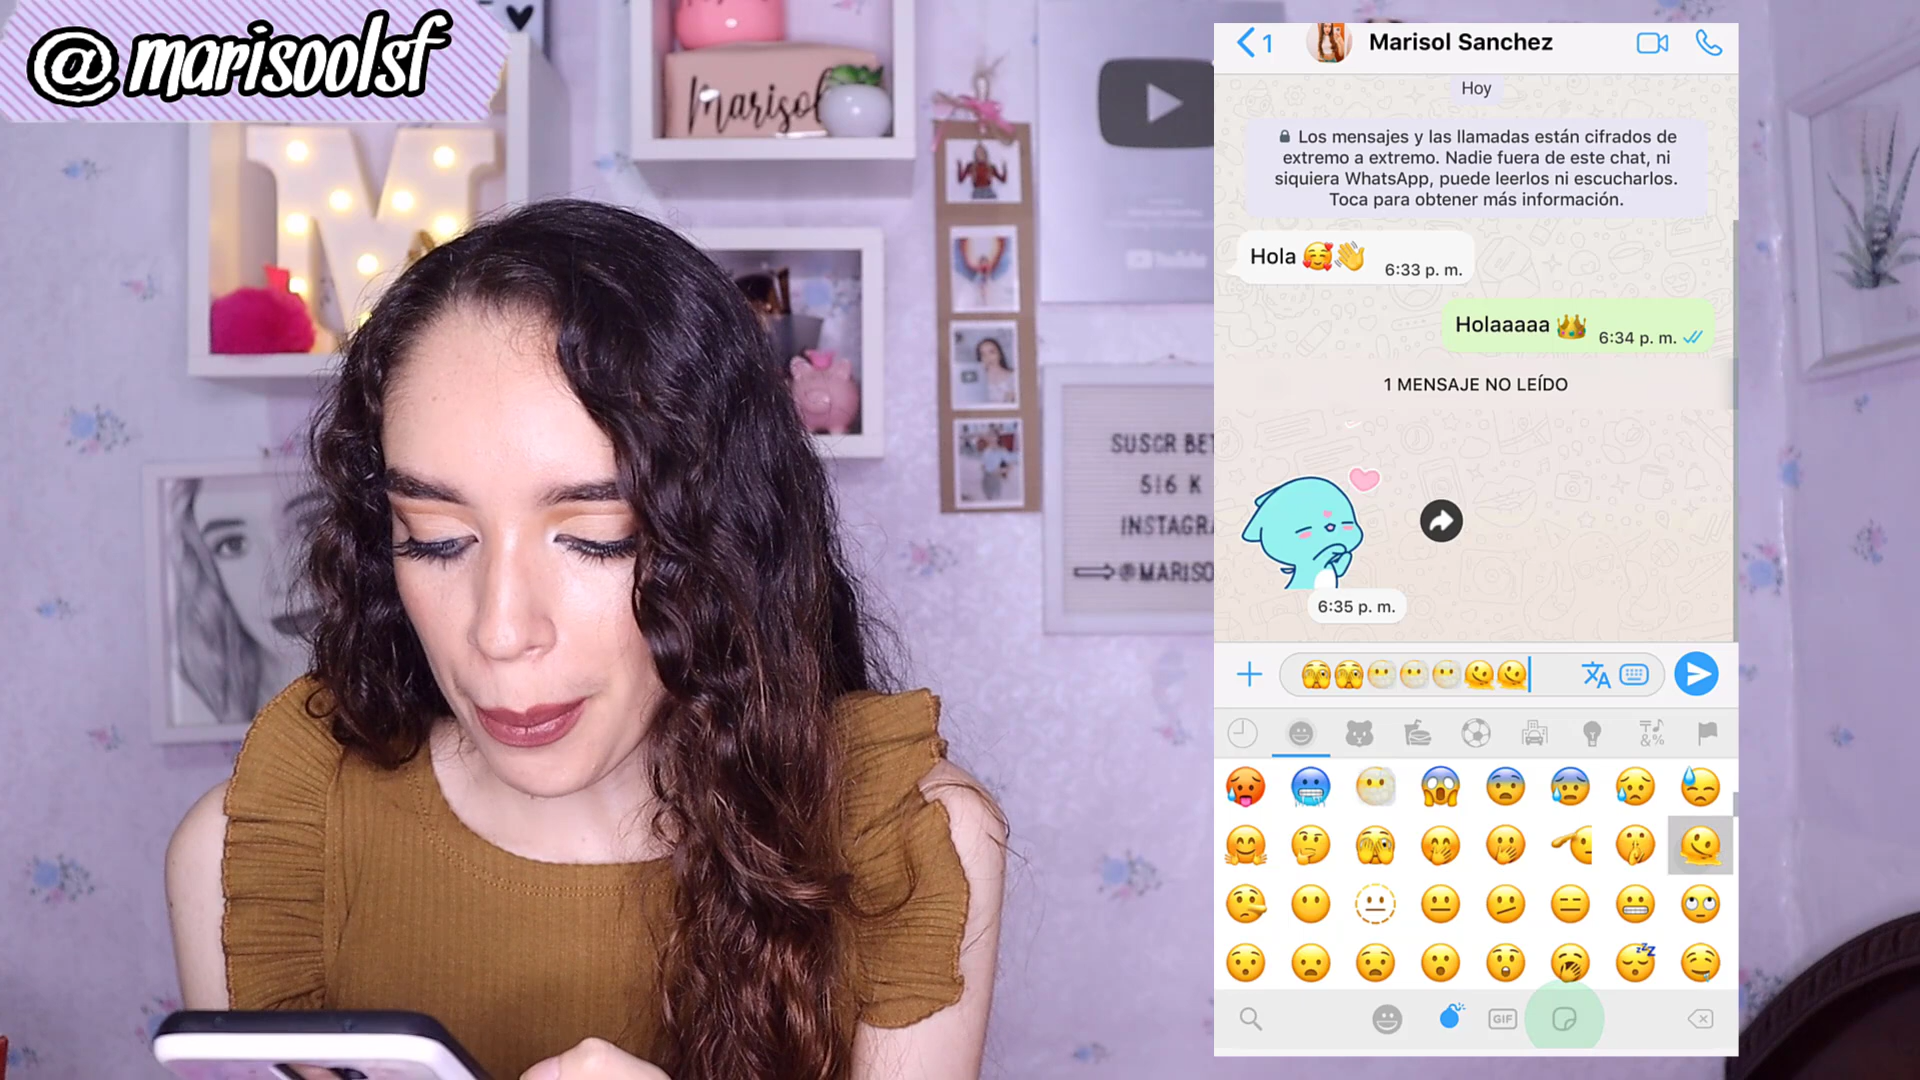 @marisoolsf
Marisol
SUSCR BE
516 K
INSTAGRA
⇨@MARISO
1
Marisol Sanchez
Hoy
Los mensajes y las llamadas están cifrados de
extremo a extremo. Nadie fuera de este chat, ni
siquiera WhatsApp, puede leerlos ni escucharlos.
Toca para obtener más información.
Hola 🥰👋 6:33 p. m.
Holaaaaa 👑 6:34 p. m.
1 MENSAJE NO LEÍDO
6:35 p. m.
GIF